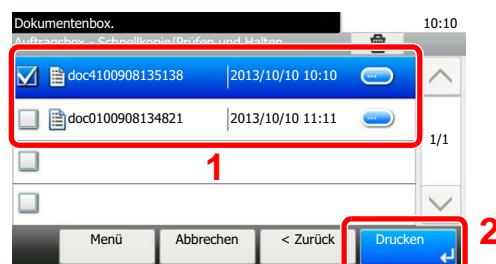 Dokumentenbox. 10:10
Auftragsbox - Schnellkopie/Prüfen und Halten
doc4100908135138 2013/10/10 10:10
doc0100908134821 2013/10/10 11:11
1/1
1
Menü Abbrechen < Zurück Drucken
2